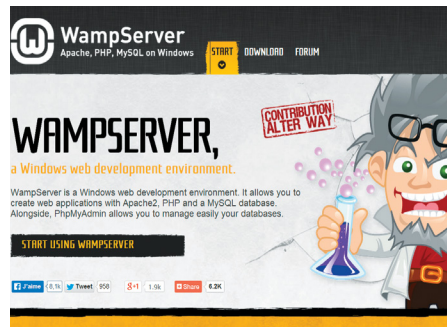 WampServer
Apache, PHP, MySQL on Windows
START DOWNLOAD FORUM
CONTRIBUTION
ALTER WAY
WAMPSERVER,
a Windows web development environment.
WampServer is a Windows web development environment. It allows you to
create web applications with Apache2, PHP and a MySQL database.
Alongside, PhpMyAdmin allows you to manage easily your databases.
START USING WAMPSERVER
J'aime 8,1k Tweet 958 g+1 1.9k Share 6.2K